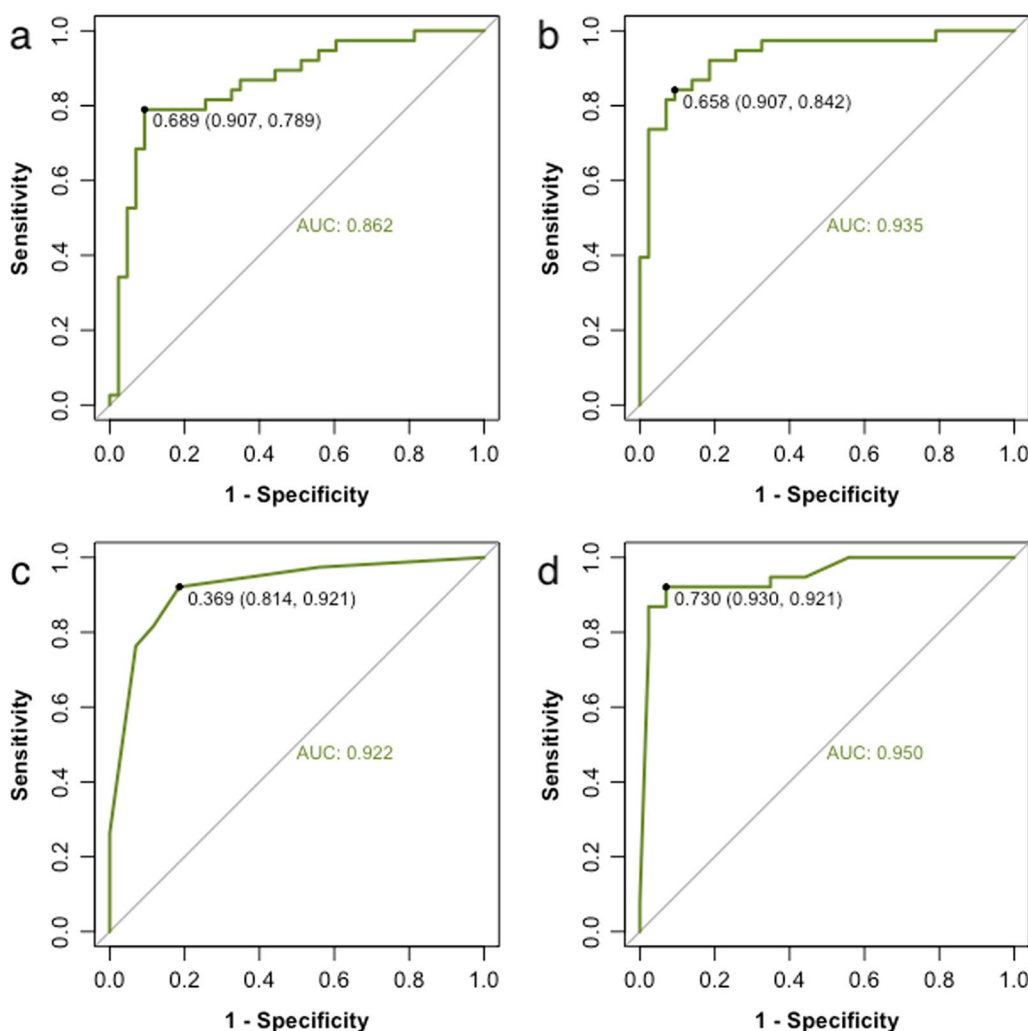 a
Sensitivity
0.0 0.2 0.4 0.6 0.8 1.0
0.689 (0.907, 0.789)
AUC: 0.862
0.0 0.2 0.4 0.6 0.8 1.0
1 - Specificity
b
Sensitivity
0.0 0.2 0.4 0.6 0.8 1.0
0.658 (0.907, 0.842)
AUC: 0.935
0.0 0.2 0.4 0.6 0.8 1.0
1 - Specificity
c
Sensitivity
0.0 0.2 0.4 0.6 0.8 1.0
0.369 (0.814, 0.921)
AUC: 0.922
0.0 0.2 0.4 0.6 0.8 1.0
1 - Specificity
d
Sensitivity
0.0 0.2 0.4 0.6 0.8 1.0
0.730 (0.930, 0.921)
AUC: 0.950
0.0 0.2 0.4 0.6 0.8 1.0
1 - Specificity